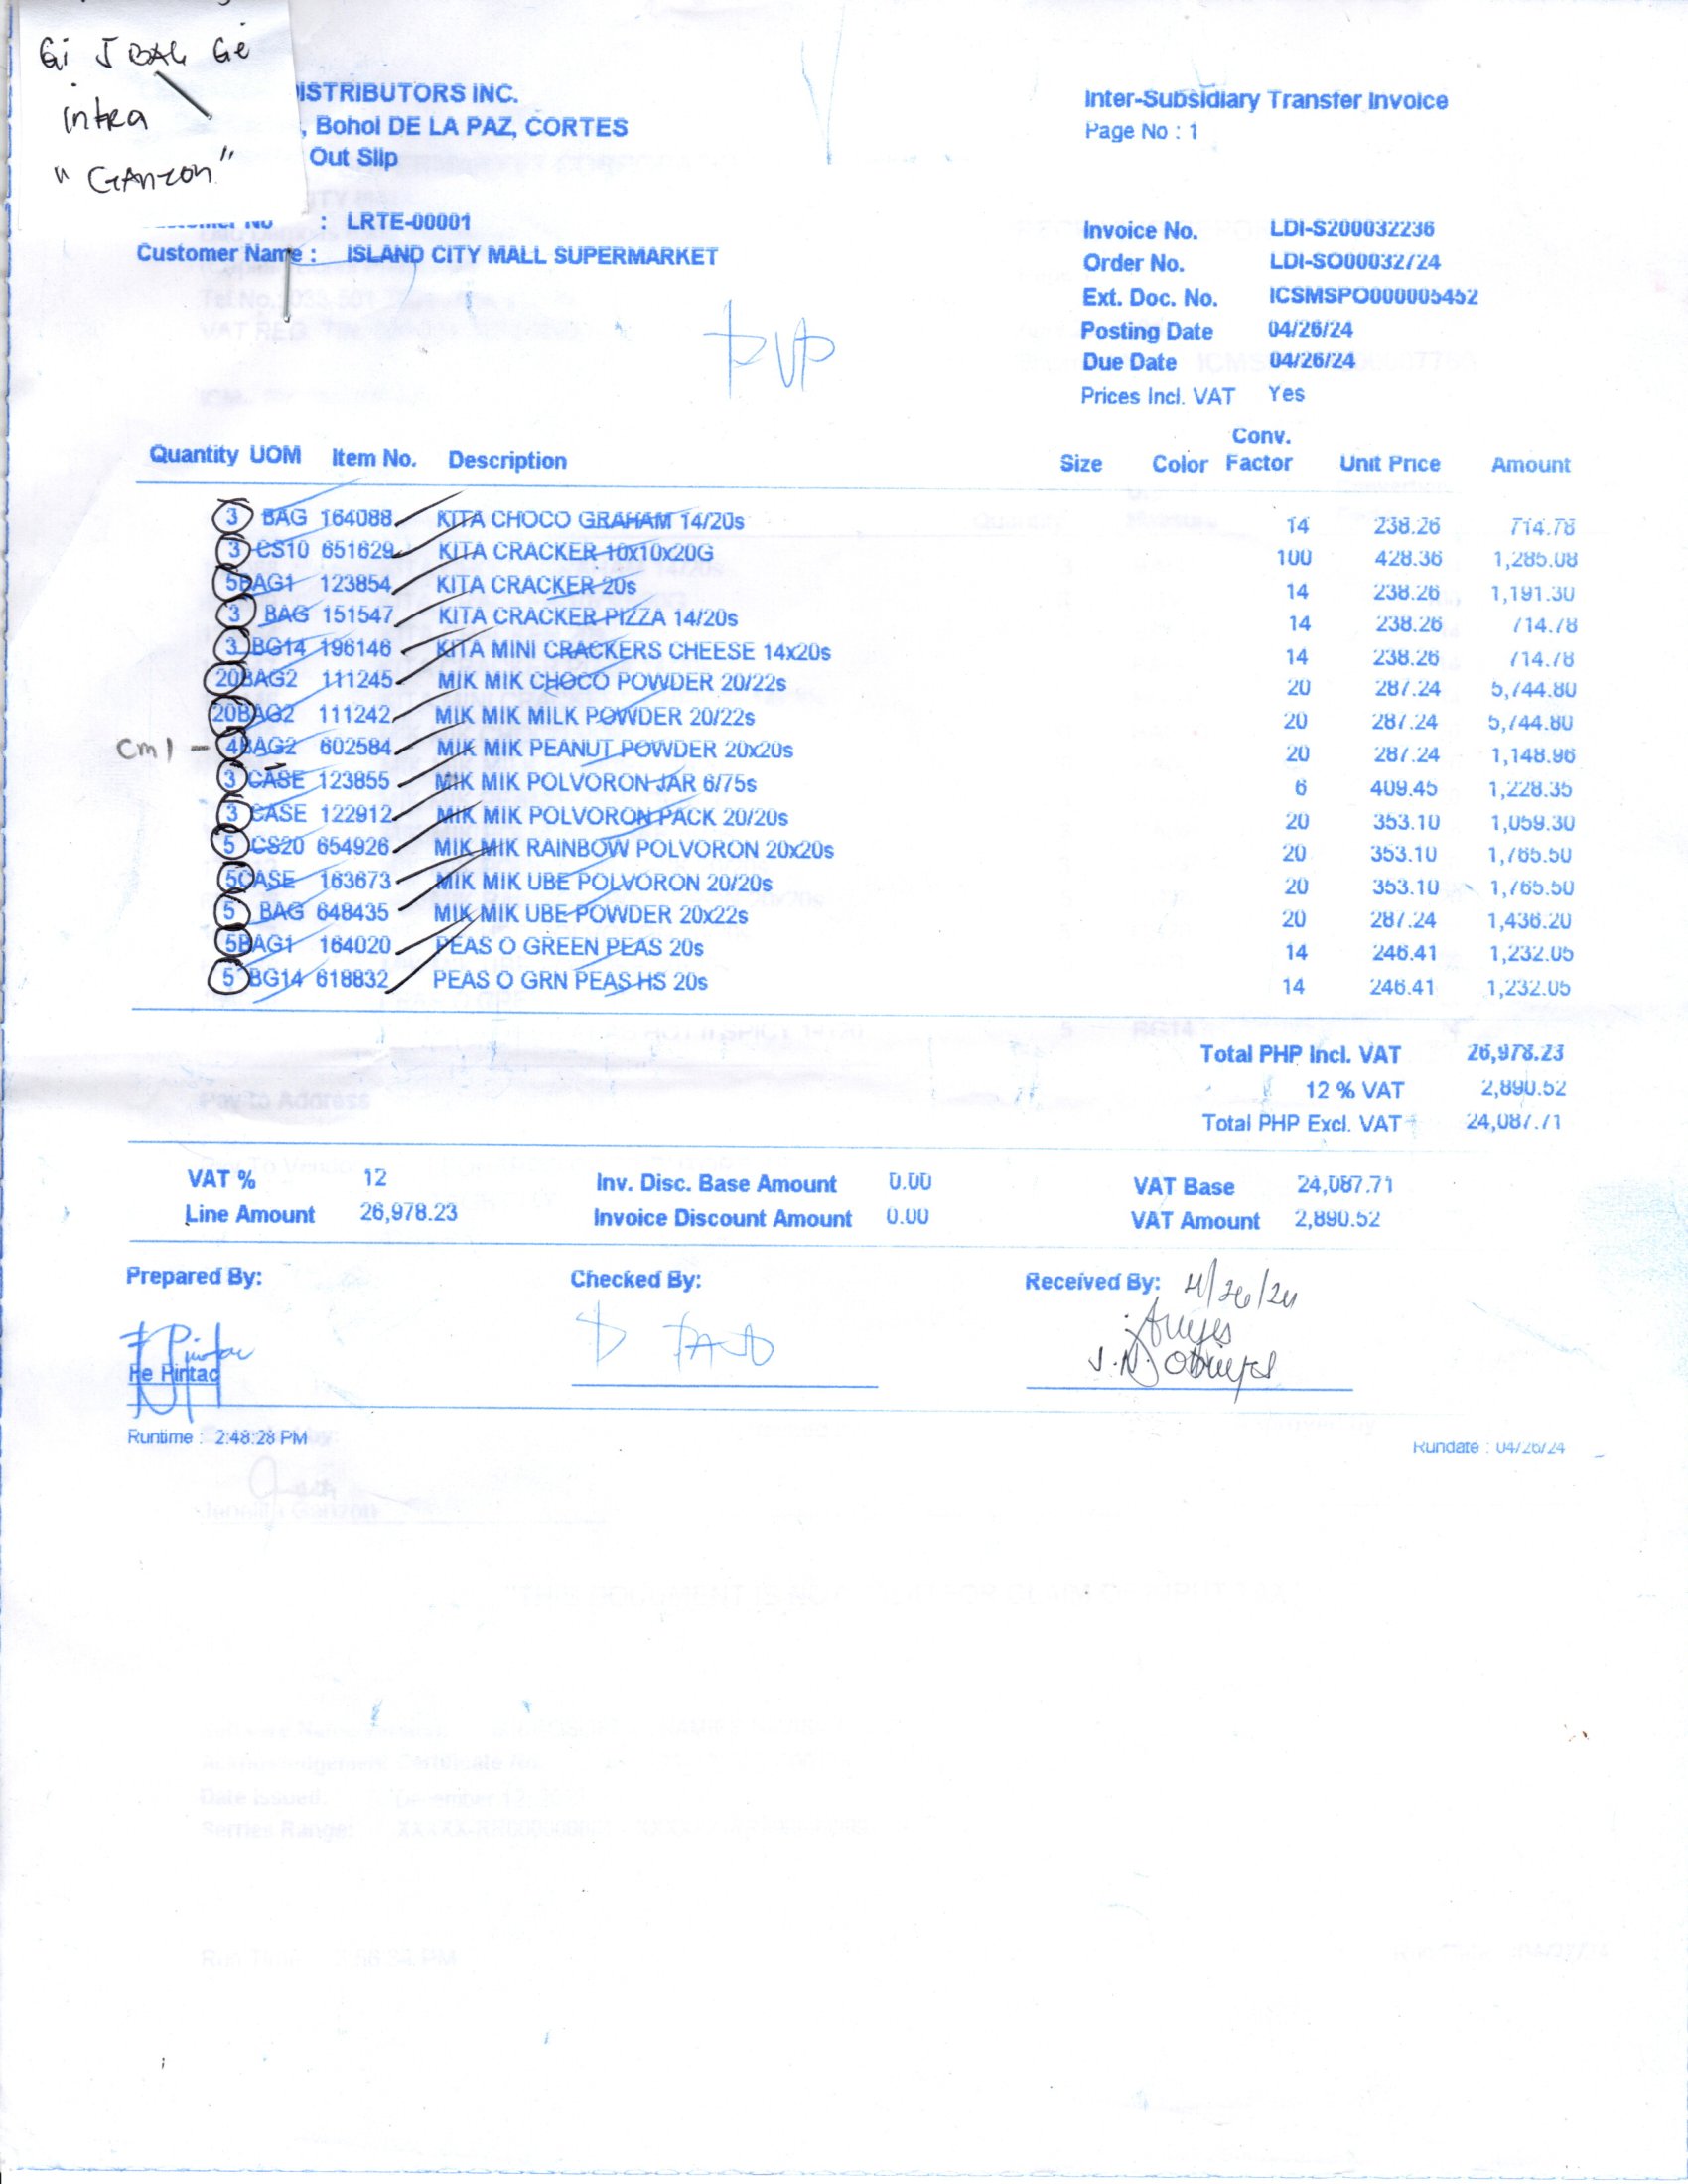 Gi 5 BAG Gi
intra
"GANZON"
ISTRIBUTORS INC.
, Bohol DE LA PAZ, CORTES
Out Slip
Inter-Subsidiary Transfer Invoice
Page No : 1
: LRTE-00001
Customer Name : ISLAND CITY MALL SUPERMARKET
Invoice No. LDI-S200032236
Order No. LDI-SO00032724
Ext. Doc. No. ICSMSPO000005452
Posting Date 04/26/24
Due Date 04/26/24
Prices Incl. VAT Yes
Quantity UOM Item No. Description Size Color Conv. Factor Unit Price Amount
3 BAG 164088 KITA CHOCO GRAHAM 14/20s 14 238.26 714.78
3 CS10 651629 KITA CRACKER 10x10x20G 100 428.36 1,285.08
5 BAG1 123854 KITA CRACKER 20s 14 238.26 1,191.30
3 BAG 151547 KITA CRACKER PIZZA 14/20s 14 238.26 714.78
3 BG14 196146 KITA MINI CRACKERS CHEESE 14x20s 14 238.26 714.78
20 BAG2 111245 MIK MIK CHOCO POWDER 20/22s 20 287.24 5,744.80
20 BAG2 111242 MIK MIK MILK POWDER 20/22s 20 287.24 5,744.80
Cm1 - 4 BAG2 602584 MIK MIK PEANUT POWDER 20x20s 20 287.24 1,148.96
3 CASE 123855 MIK MIK POLVORON JAR 6/75s 6 409.45 1,228.35
3 CASE 122912 MIK MIK POLVORON PACK 20/20s 20 353.10 1,059.30
5 CS20 654926 MIK MIK RAINBOW POLVORON 20x20s 20 353.10 1,765.50
5 CASE 163673 MIK MIK UBE POLVORON 20/20s 20 353.10 1,765.50
5 BAG 648435 MIK MIK UBE POWDER 20x22s 20 287.24 1,436.20
5 BAG1 164020 PEAS O GREEN PEAS 20s 14 246.41 1,232.05
5 BG14 618832 PEAS O GRN PEAS HS 20s 14 246.41 1,232.05
Total PHP Incl. VAT 26,978.23
12 % VAT 2,890.52
Total PHP Excl. VAT 24,087.71
VAT % 12 Inv. Disc. Base Amount 0.00 VAT Base 24,087.71
Line Amount 26,978.23 Invoice Discount Amount 0.00 VAT Amount 2,890.52
Prepared By: Checked By: Received By: 4/26/24
Fe Pintac
Runtime : 2:48:28 PM Rundate : 04/26/24